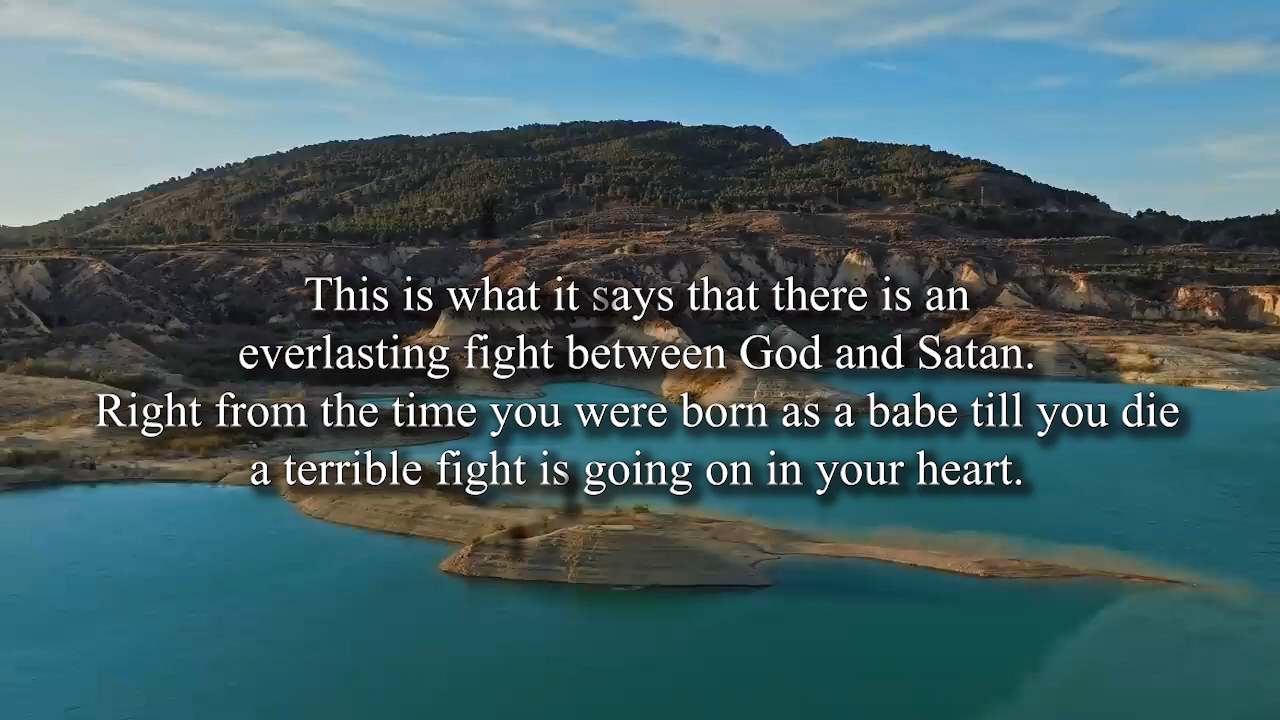 This is what it says that there is an
everlasting fight between God and Satan.
Right from the time you were born as a babe till you die
a terrible fight is going on in your heart.